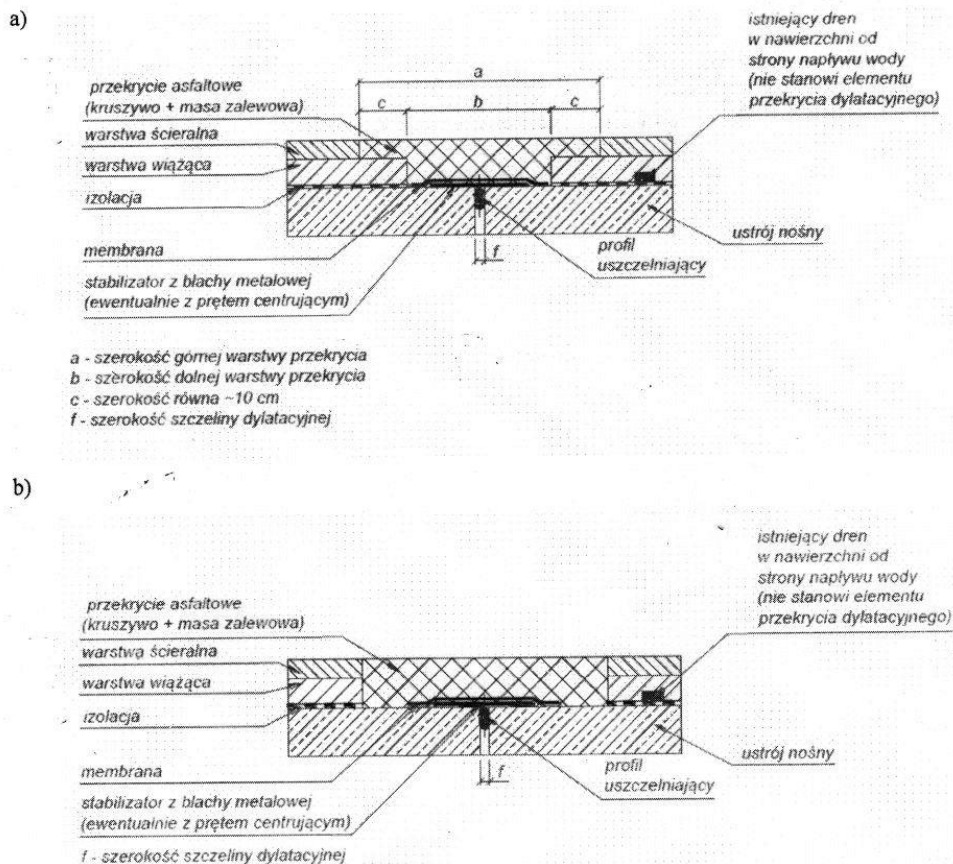 a)
istniejący dren
w nawierzchni od
strony napływu wody
(nie stanowi elementu
przekrycia dylatacyjnego)
a
przekrycie asfaltowe
(kruszywo + masa zalewowa)
c
b
c
warstwa ścieralna
warstwa wiążąca
izolacja
ustrój nośny
membrana
f
profil
uszczelniający
stabilizator z blachy metalowej
(ewentualnie z prętem centrującym)
a - szerokość górnej warstwy przekrycia
b - szerokość dolnej warstwy przekrycia
c - szerokość równa ~10 cm
f - szerokość szczeliny dylatacyjnej
b)
istniejący dren
w nawierzchni od
strony napływu wody
(nie stanowi elementu
przekrycia dylatacyjnego)
przekrycie asfaltowe
(kruszywo + masa zalewowa)
warstwa ścieralna
warstwa wiążąca
izolacja
ustrój nośny
membrana
f
profil
uszczelniający
stabilizator z blachy metalowej
(ewentualnie z prętem centrującym)
f - szerokość szczeliny dylatacyjnej